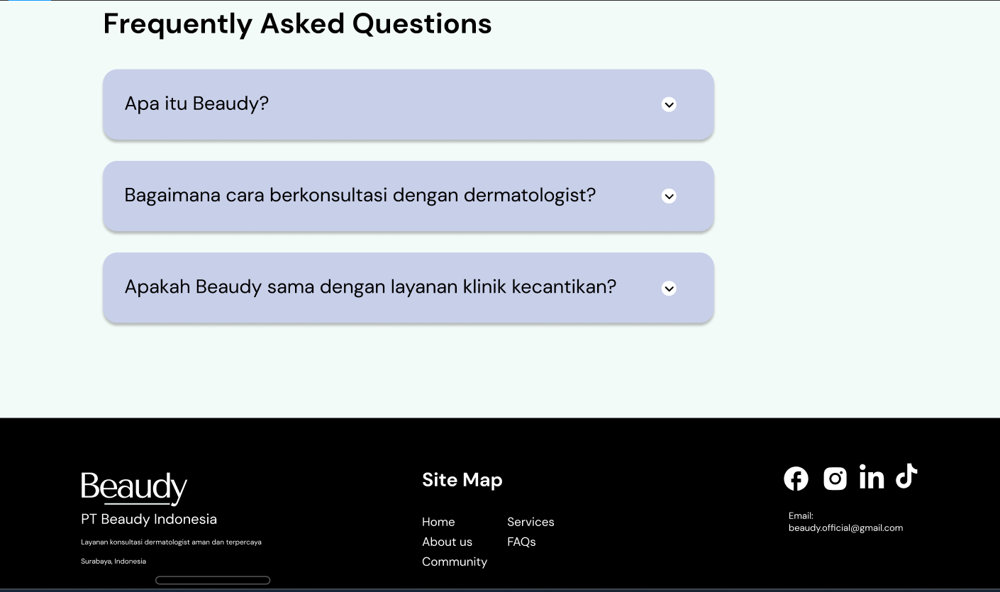 Frequently Asked Questions
Apa itu Beaudy?
Bagaimana cara berkonsultasi dengan dermatologist?
Apakah Beaudy sama dengan layanan klinik kecantikan?
Beaudy
PT Beaudy Indonesia
Layanan konsultasi dermatologist aman dan terpercaya
Surabaya, Indonesia
Site Map
Home
Services
About us
FAQs
Community
in
Email:
beaudy.official@gmail.com